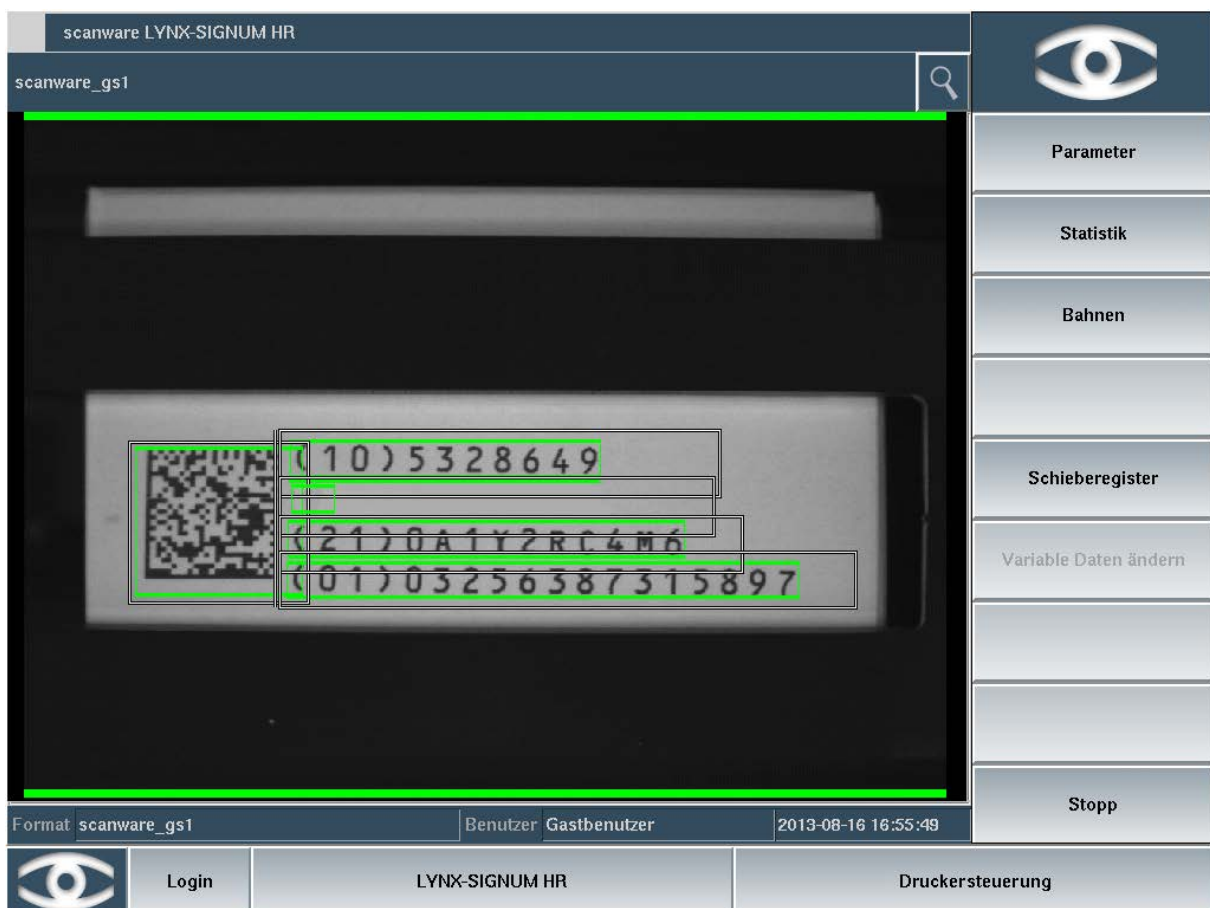 scanware LYNX-SIGNUM HR
scanware_gs1
Parameter
Statistik
Bahnen
(10)5328649
Schieberegister
(21)0A1Y2RC4M6
Variable Daten ändern
(01)03256387315897
Stopp
Format scanware_gs1 Benutzer Gastbenutzer 2013-08-16 16:55:49
Login LYNX-SIGNUM HR Druckersteuerung